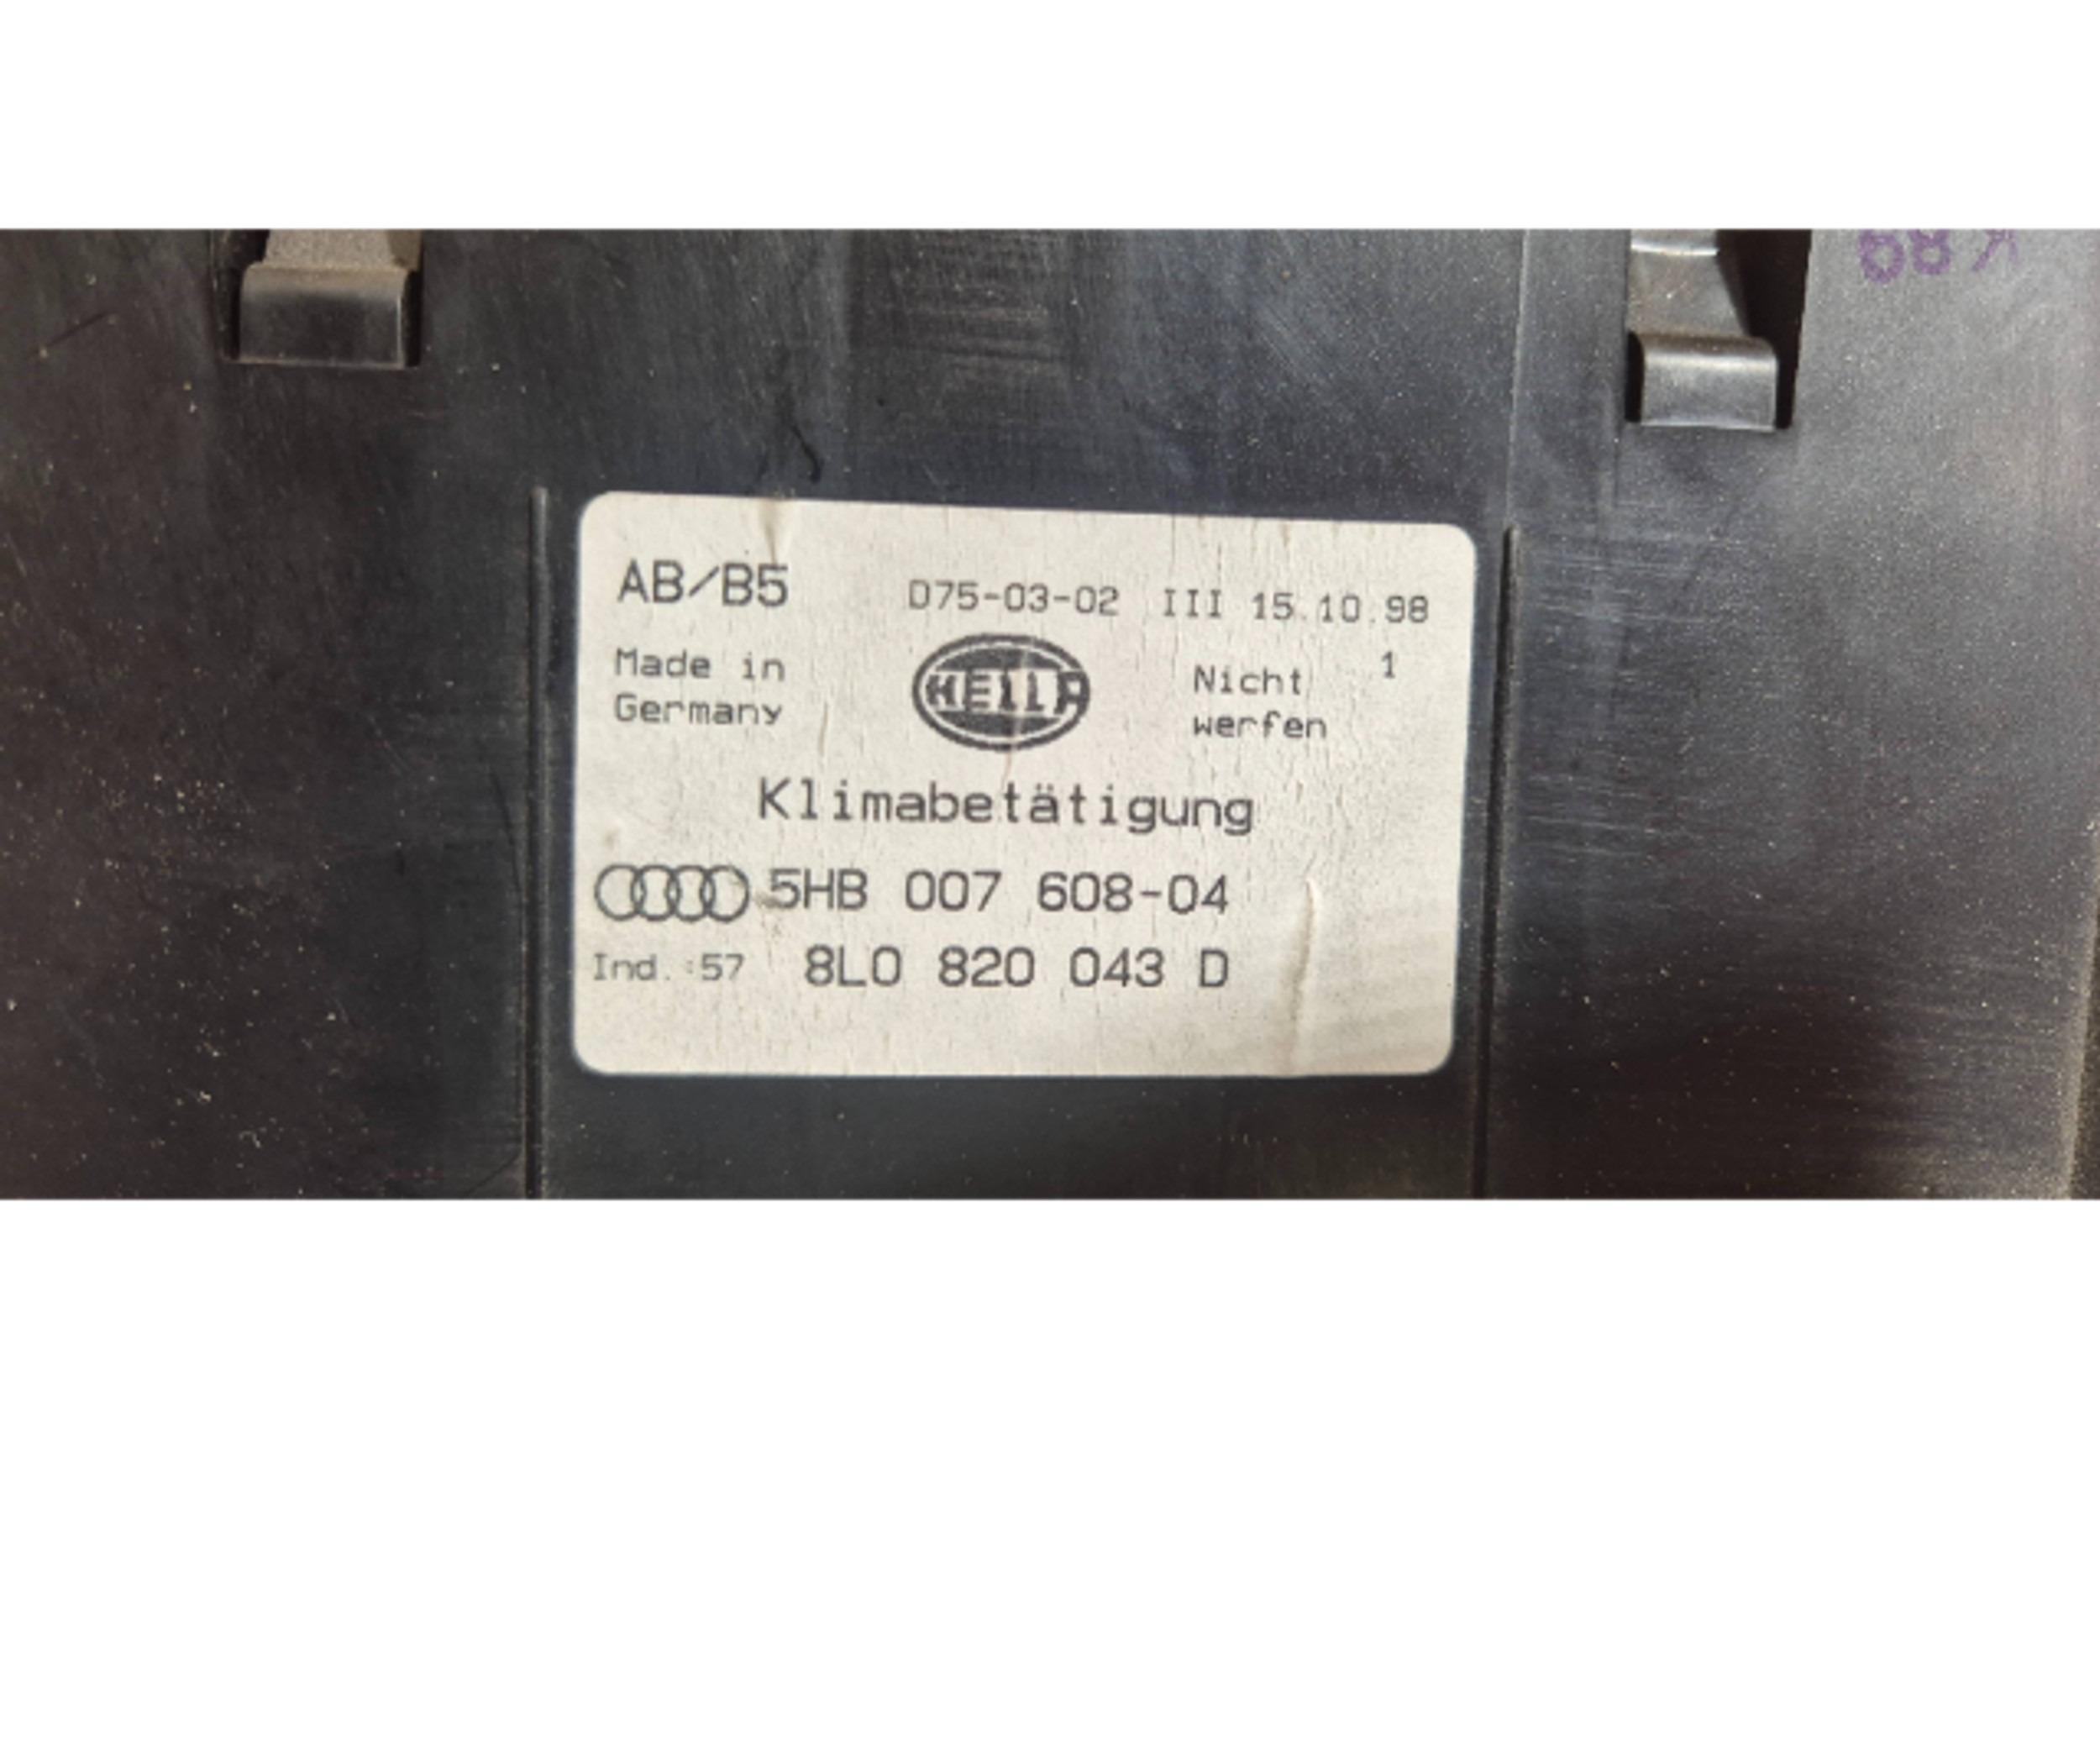 AB/B5 D75-03-02 III 15.10.98
Made in Germany
HELLA
Nicht werfen
1
Klimabetätigung
5HB 007 608-04
Ind.:57 8L0 820 043 D